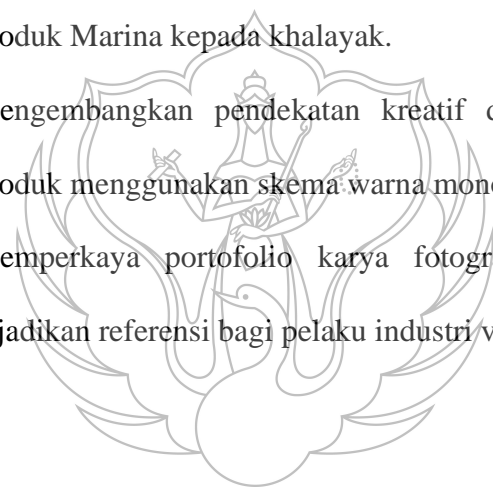 oduk Marina kepada khalayak.
engembangkan pendekatan kreatif
oduk menggunakan skema warna mono
emperkaya portofolio karya fotogr
jadikan referensi bagi pelaku industri v